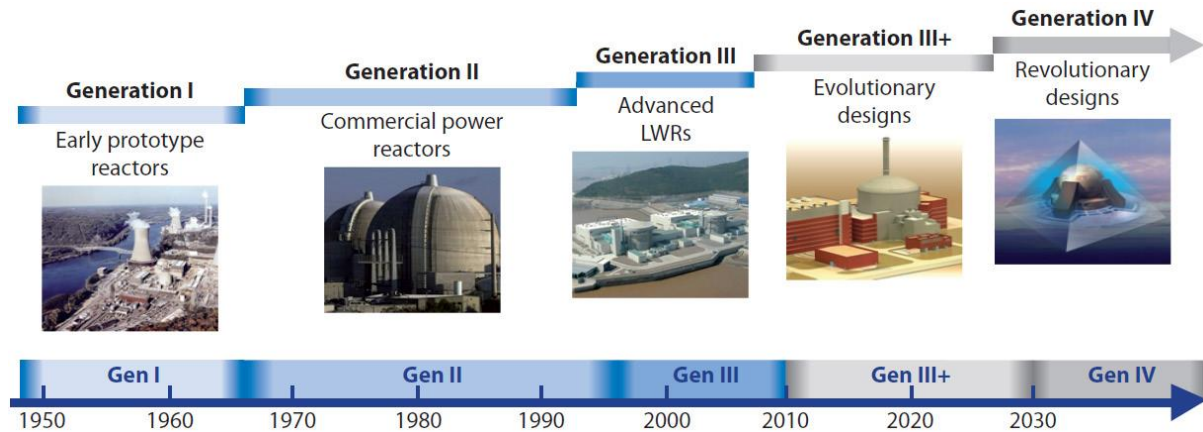 Generation I
Early prototype
reactors
Generation II
Commercial power
reactors
Generation III
Advanced
LWRs
Generation III+
Evolutionary
designs
Generation IV
Revolutionary
designs
Gen I
Gen II
Gen III
Gen III+
Gen IV
1950
1960
1970
1980
1990
2000
2010
2020
2030